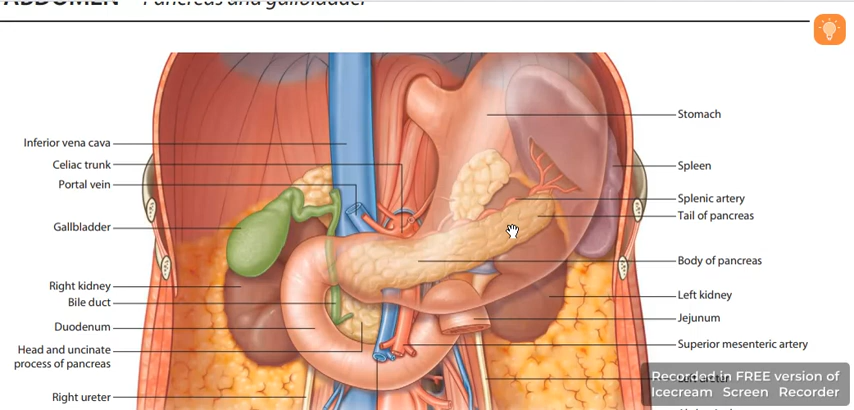 ABDOMEN Pancreas and gallbladder
Stomach
Inferior vena cava
Celiac trunk
Spleen
Portal vein
Splenic artery
Tail of pancreas
Gallbladder
Body of pancreas
Right kidney
Left kidney
Bile duct
Jejunum
Duodenum
Superior mesenteric artery
Head and uncinate
process of pancreas
Right ureter
Recorded in FREE version of
Icecream Screen Recorder